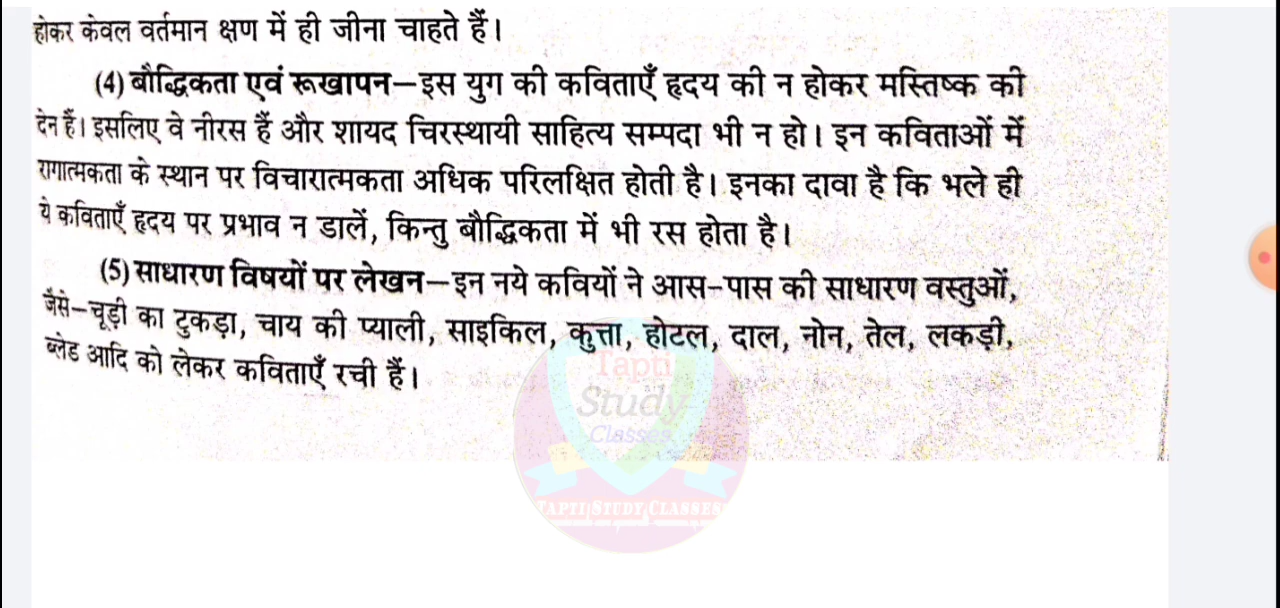 होकर केवल वर्तमान क्षण में ही जीना चाहते हैं।
(4) बौद्धिकता एवं रूखापन—इस युग की कविताएँ हृदय की न होकर मस्तिष्क की
देन हैं। इसलिए वे नीरस हैं और शायद चिरस्थायी साहित्य सम्पदा भी न हो। इन कविताओं में
रागात्मकता के स्थान पर विचारात्मकता अधिक परिलक्षित होती है। इनका दावा है कि भले ही
ये कविताएँ हृदय पर प्रभाव न डालें, किन्तु बौद्धिकता में भी रस होता है।
(5) साधारण विषयों पर लेखन—इन नये कवियों ने आस-पास की साधारण वस्तुओं,
जैसे—चूड़ी का टुकड़ा, चाय की प्याली, साइकिल, कुत्ता, होटल, दाल, नोन, तेल, लकड़ी,
ब्लेड आदि को लेकर कविताएँ रची हैं।
Tapti
Study
Classes
TAPTI STUDY CLASSES